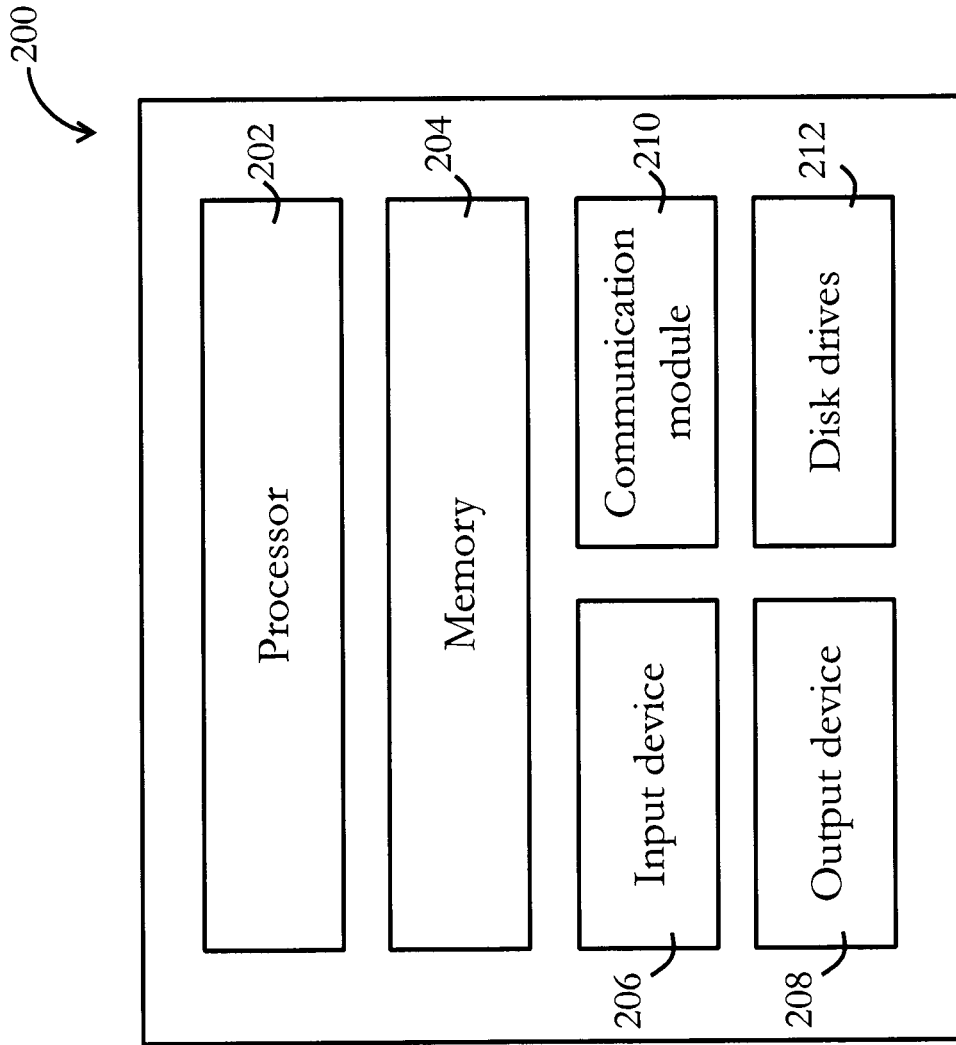 200
Processor
202
Memory
204
Input device
206
Communication
module
210
Output device
208
Disk drives
212